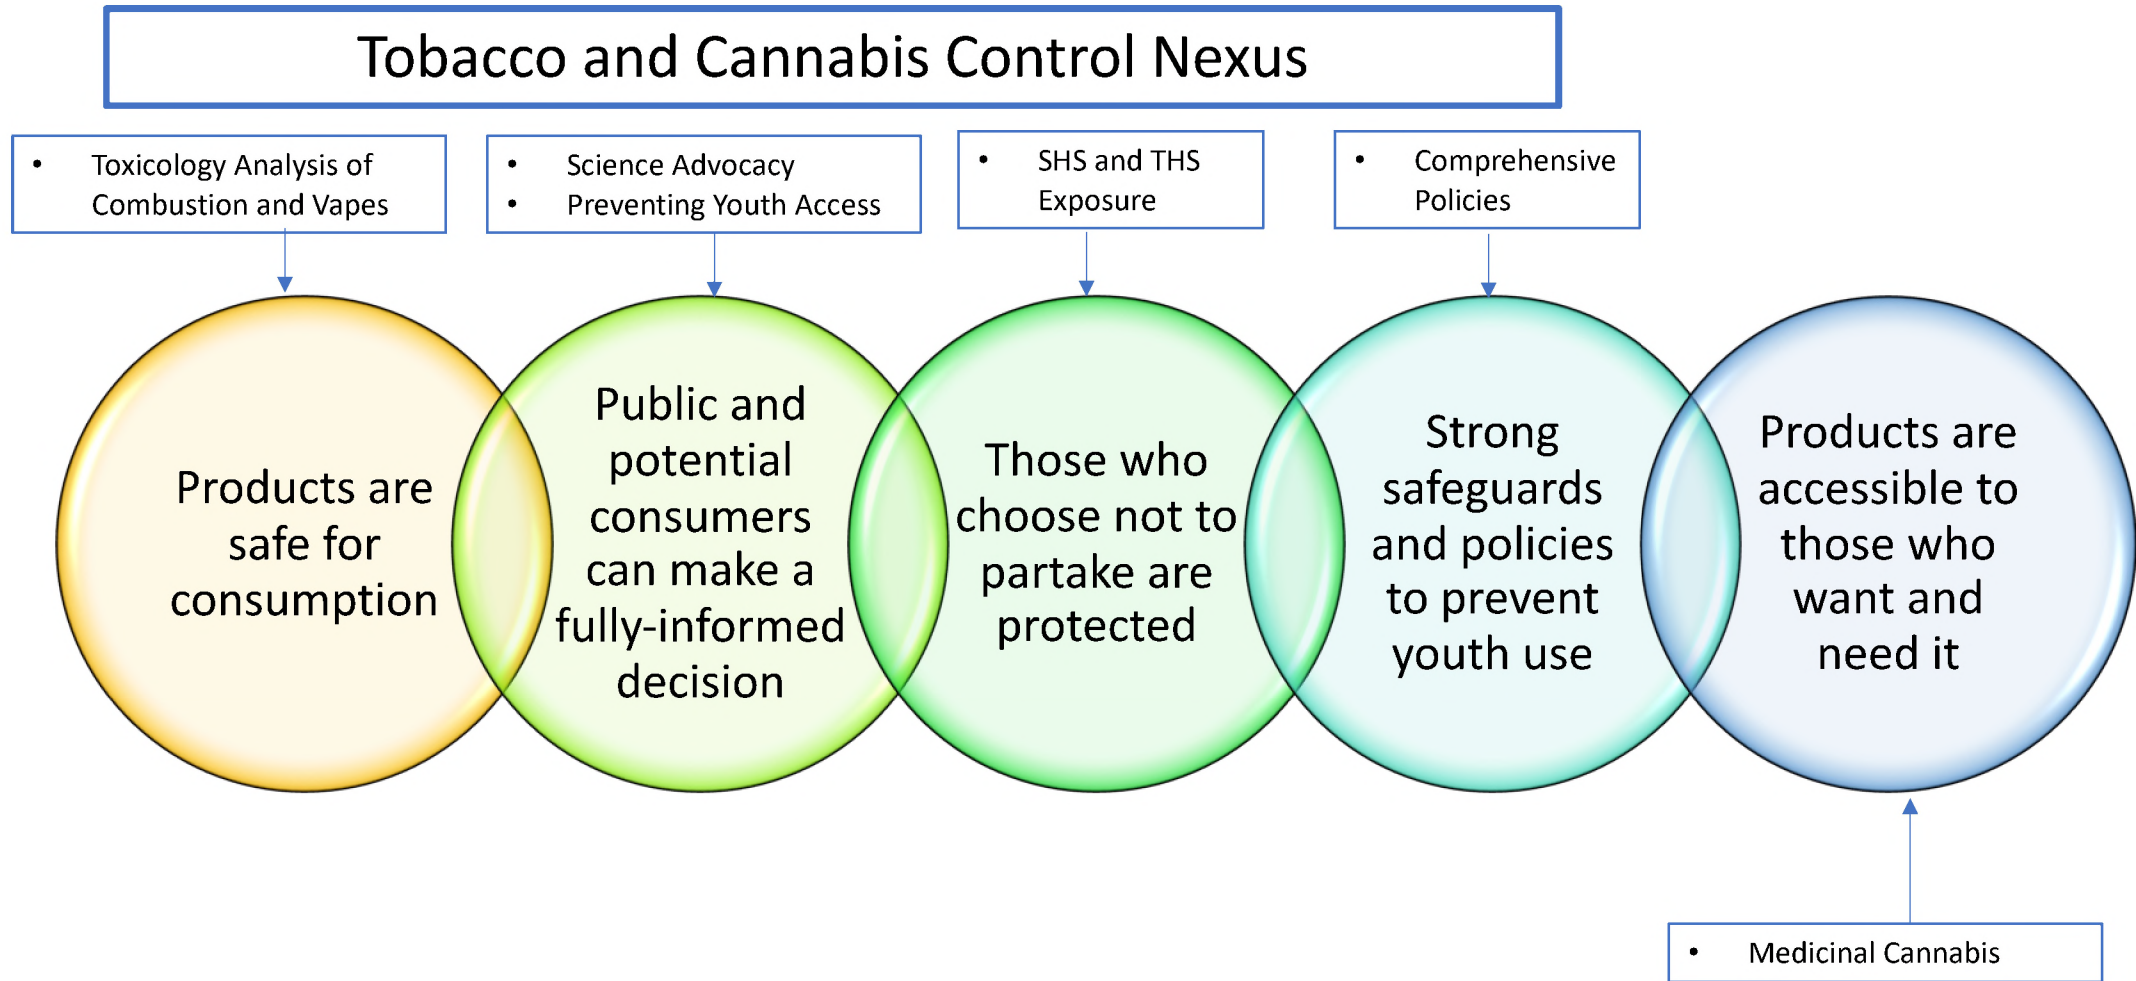 Tobacco and Cannabis Control Nexus
• Toxicology Analysis of
Combustion and Vapes
• Science Advocacy
• Preventing Youth Access
• SHS and THS
Exposure
• Comprehensive
Policies
Products are
safe for
consumption
Public and
potential
consumers
can make a
fully-informed
decision
Those who
choose not to
partake are
protected
Strong
safeguards
and policies
to prevent
youth use
Products are
accessible to
those who
want and
need it
• Medicinal Cannabis